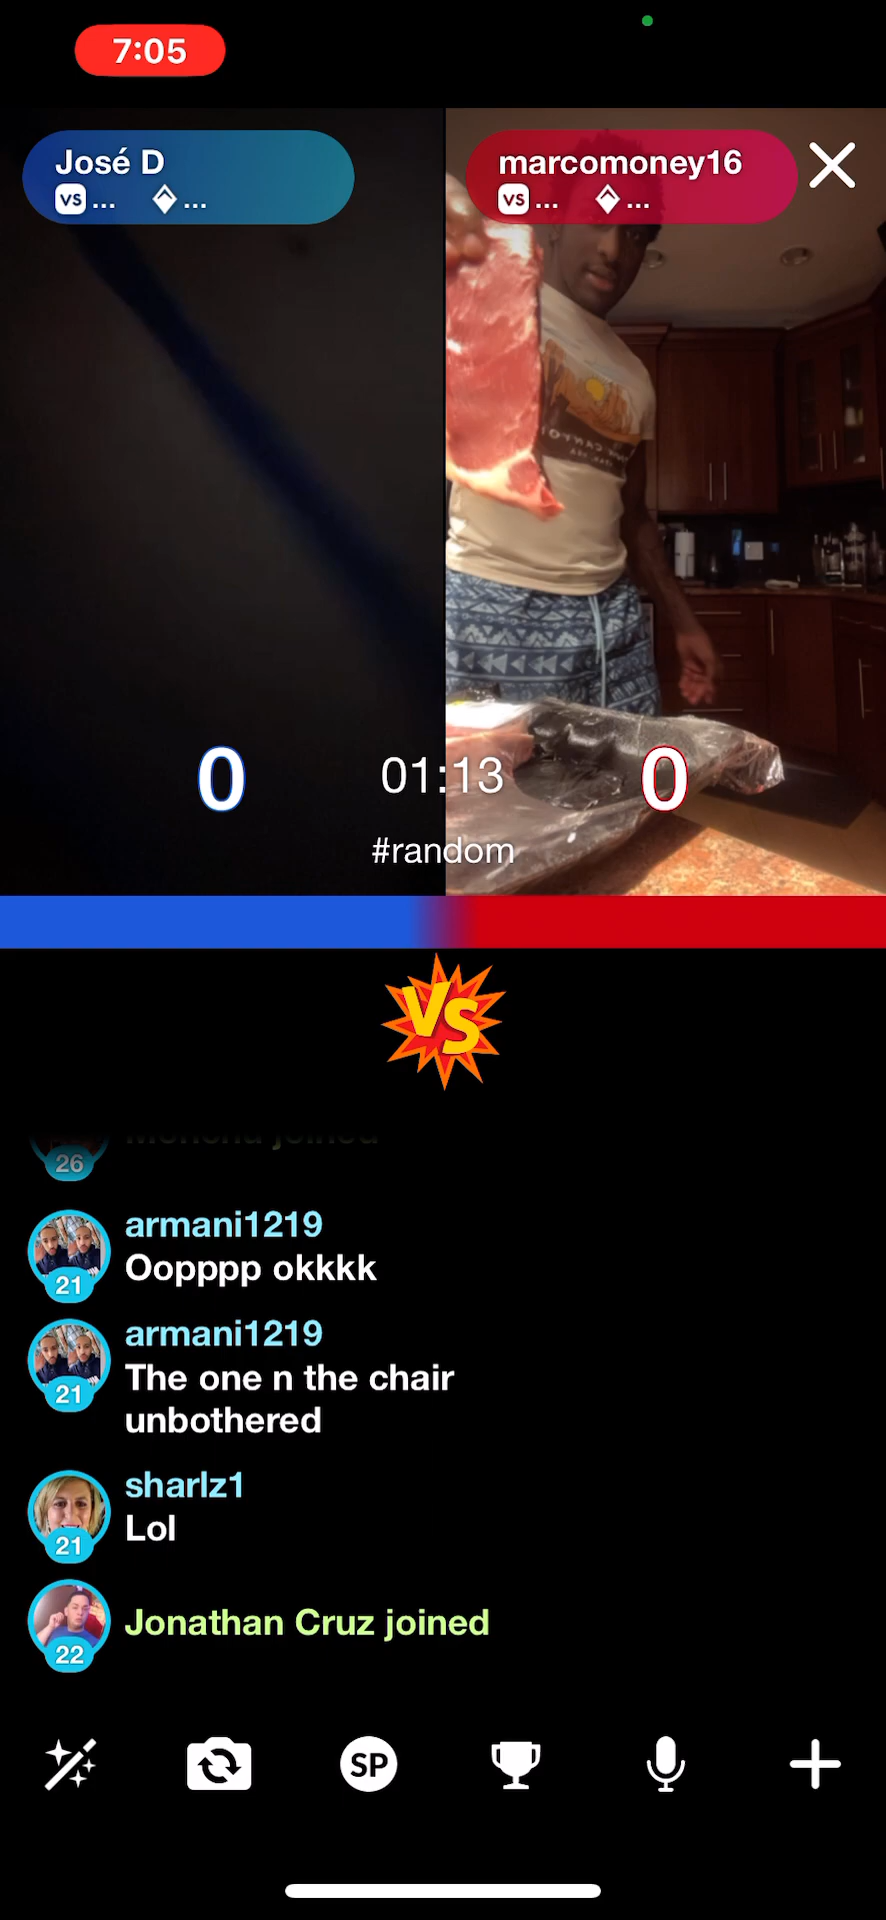 7:05
José D
vs ... ...
marcomoney16
vs ... ...
0
01:13
0
#random
VS
26
armani1219
Oopppp okkkk
21
armani1219
The one n the chair
unbothered
21
sharlz1
Lol
21
Jonathan Cruz joined
22
SP